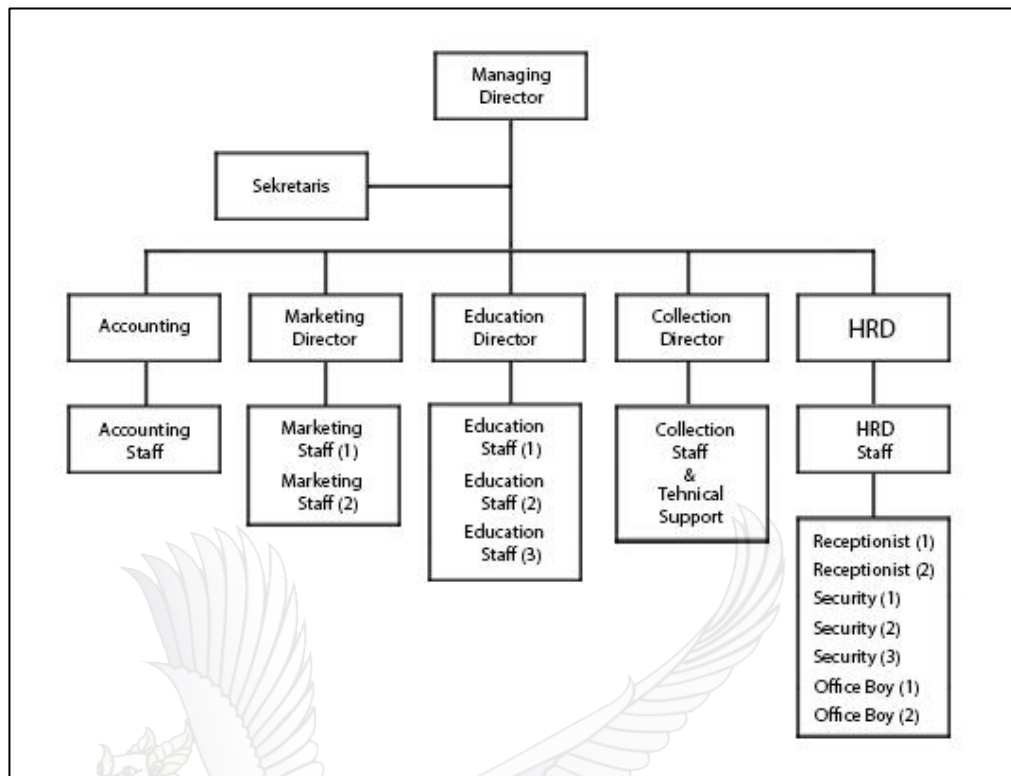 Managing
Director
Sekretaris
Accounting
Marketing
Director
Education
Director
Collection
Director
HRD
Accounting
Staff
Marketing
Staff (1)
Marketing
Staff (2)
Education
Staff (1)
Education
Staff (2)
Education
Staff (3)
Collection
Staff
&
Tehnical
Support
HRD
Staff
Receptionist (1)
Receptionist (2)
Security (1)
Security (2)
Security (3)
Office Boy (1)
Office Boy (2)